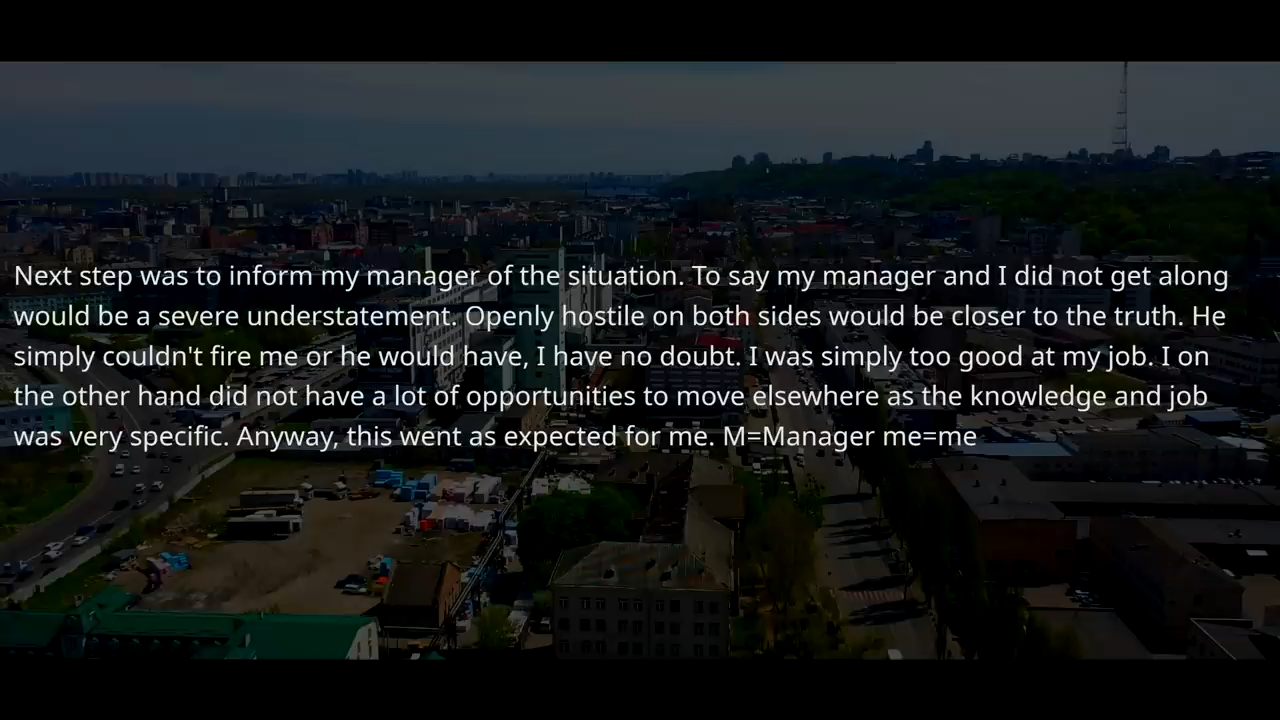 Next step was to inform my manager of the situation. To say my manager and I did not get along
would be a severe understatement. Openly hostile on both sides would be closer to the truth. He
simply couldn't fire me or he would have, I have no doubt. I was simply too good at my job. I on
the other hand did not have a lot of opportunities to move elsewhere as the knowledge and job
was very specific. Anyway, this went as expected for me. M=Manager me=me